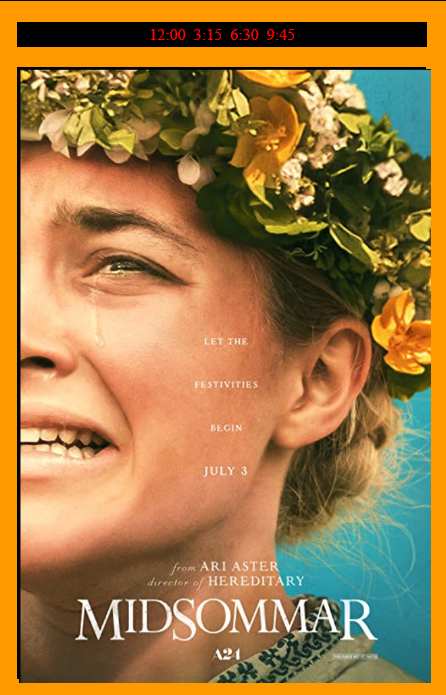 12:00 3:15 6:30 9:45
LET THE
FESTIVITIES
BEGIN
JULY 3
from ARI ASTER
director of HEREDITARY
MIDSOMMAR
A24